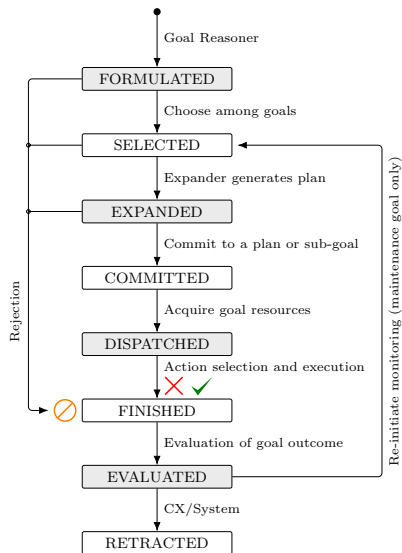 Goal Reasoner
FORMULATED
Choose among goals
SELECTED
Expander generates plan
EXPANDED
Commit to a plan or sub-goal
COMMITTED
Acquire goal resources
DISPATCHED
Action selection and execution
FINISHED
Evaluation of goal outcome
EVALUATED
CX/System
RETRACTED
Rejection
Re-initiate monitoring (maintenance goal only)